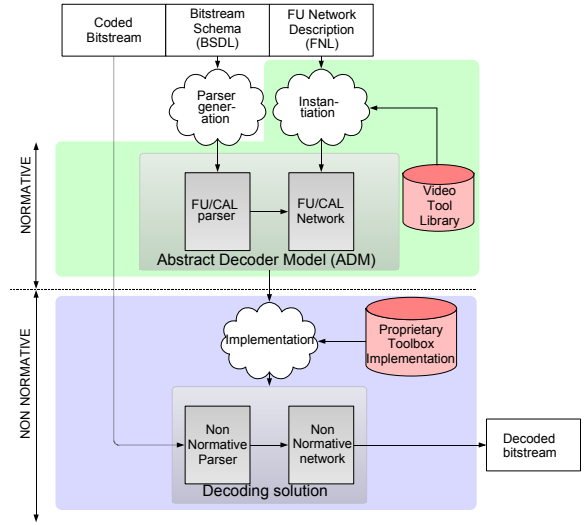 Coded
Bitstream
Bitstream
Schema
(BSDL)
FU Network
Description
(FNL)
Parser
gener-
ation
Instan-
tiation
NORMATIVE
FU/CAL
parser
FU/CAL
Network
Video
Tool
Library
Abstract Decoder Model (ADM)
NON NORMATIVE
Implementation
Proprietary
Toolbox
Implementation
Non
Normative
Parser
Non
Normative
network
Decoded
bitstream
Decoding solution